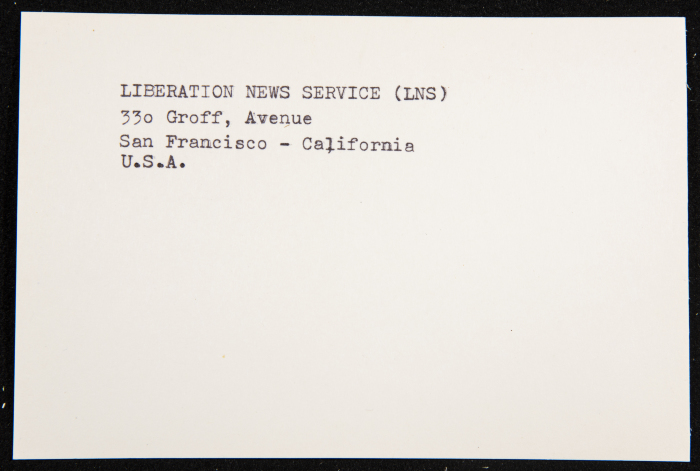 LIBERATION NEWS SERVICE (LNS)
33o Groff, Avenue
San Francisco - California
U.S.A.